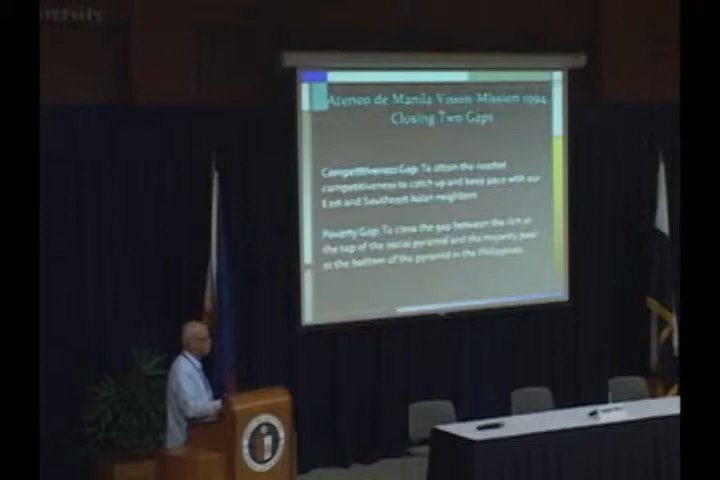 versity
Ateneo de Manila Vision-Mission 1994
Closing Two Gaps
Competitiveness Gap: To attain the needed
competitiveness to catch up and keep pace with our
East and Southeast Asian neighbors
Poverty Gap: To close the gap between the rich at
the top of the social pyramid and the majority poor
at the bottom of the pyramid in the Philippines.
i